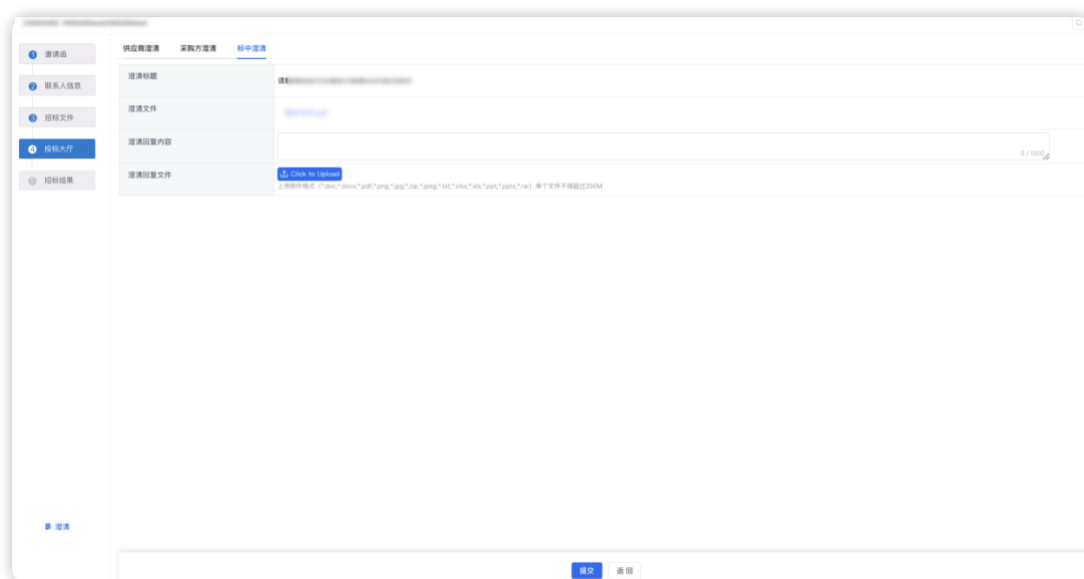 供应商澄清 采购方澄清 标中澄清
1 邀请函
2 联系人信息
3 招标文件
4 投标大厅
招标结果
澄清标题
澄清文件
澄清回复内容
0 / 1000
澄清回复文件
Click to Upload
上传附件格式（*.doc;*.docx;*.pdf;*.png;*.jpg;*.zip;*.jpeg;*.txt;*.xlsx;*.xls;*.ppt;*.pptx;*.rar）单个文件不得超过200M
澄清
提交 返回